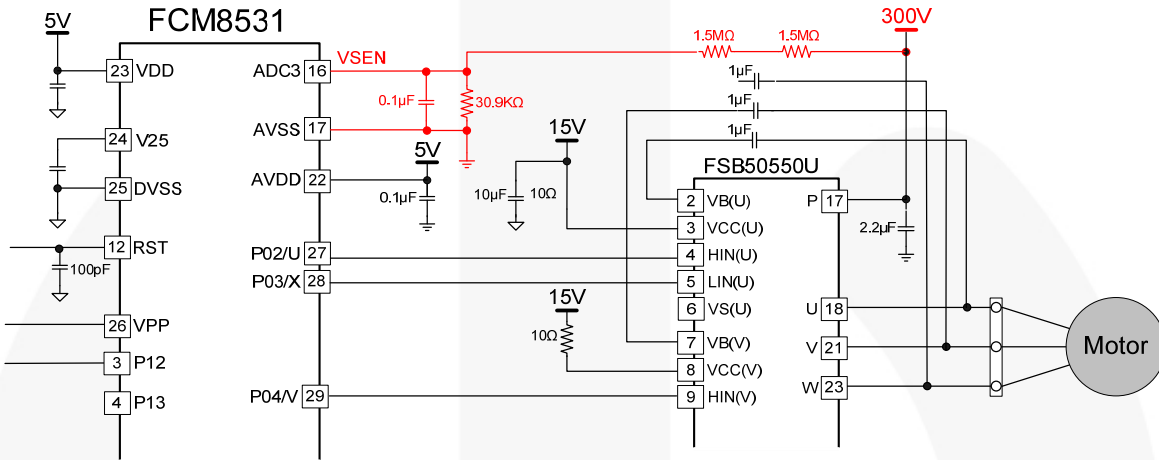 FCM8531
5V
23 VDD
24 V25
25 DVSS
12 RST
100pF
26 VPP
3 P12
4 P13
ADC3 16
VSEN
AVSS 17
0.1µF
30.9KΩ
AVDD 22
5V
0.1µF
P02/U 27
P03/X 28
P04/V 29
1.5MΩ
1.5MΩ
300V
1µF
1µF
1µF
15V
10µF
10Ω
15V
10Ω
FSB50550U
2 VB(U)
3 VCC(U)
4 HIN(U)
5 LIN(U)
6 VS(U)
7 VB(V)
8 VCC(V)
9 HIN(V)
P 17
2.2µF
U 18
V 21
W 23
Motor